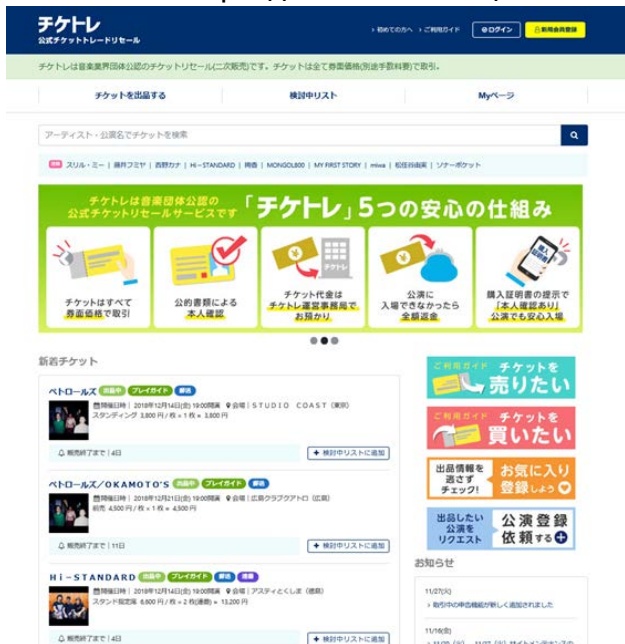 チケトレ
公式チケットトレードリセール
› 初めての方へ › ご利用ガイド ログイン 新規会員登録
チケトレは音楽業界団体公認のチケットリセール(二次販売)です。チケットは全て券面価格(別途手数料要)で取引。
チケットを出品する 検討中リスト Myページ
アーティスト・公演名でチケットを検索
スリル・ミー | 藤井フミヤ | 西野カナ | Hi-STANDARD | MONGOL800 | MY FIRST STORY | miwa | 松任谷由実 | ソナーポケット
チケトレは音楽団体公認の
公式チケットリセールサービスです
「チケトレ」5つの安心の仕組み
チケットはすべて
券面価格で取引
公的書類による
本人確認
チケトレ
チケット代金は
チケトレ運営事務局で
お預かり
公演に
入場できなかったら
全額返金
購入
証明書
購入証明書の提示で
「本人確認あり」
公演でも安心入場
新着チケット
ペトロールズ 出品中 プレイガイド 郵送
開催日時 | 2018年12月14日(金) 19:00開演 会場 | STUDIO COAST (東京)
スタンディング 3,800 円 / 枚 × 1 枚 = 3,800 円
販売終了まで | 4日 + 検討中リストに追加
ペトロールズ/OKAMOTO'S 出品中 プレイガイド 郵送
開催日時 | 2018年12月21日(金) 19:00開演 会場 | 広島クラブクアトロ (広島)
前売 4,500 円 / 枚 × 1 枚 = 4,500 円
販売終了まで | 11日 + 検討中リストに追加
Hi-STANDARD 出品中 プレイガイド 郵送 連番
開催日時 | 2018年12月14日(金) 19:00開演 会場 | アスティとくしま (徳島)
スタンド指定席 6,600 円 / 枚 × 2 枚(連番) = 13,200 円
販売終了まで | 4日 + 検討中リストに追加
ご利用ガイド チケットを
売りたい
ご利用ガイド チケットを
買いたい
出品情報を
逃さず
チェック!
お気に入り
登録しよう
出品したい
公演を
リクエスト
公演登録
依頼する
お知らせ
11/27(火)
› 取引中の申告機能が新しく追加されました
11/16(金)